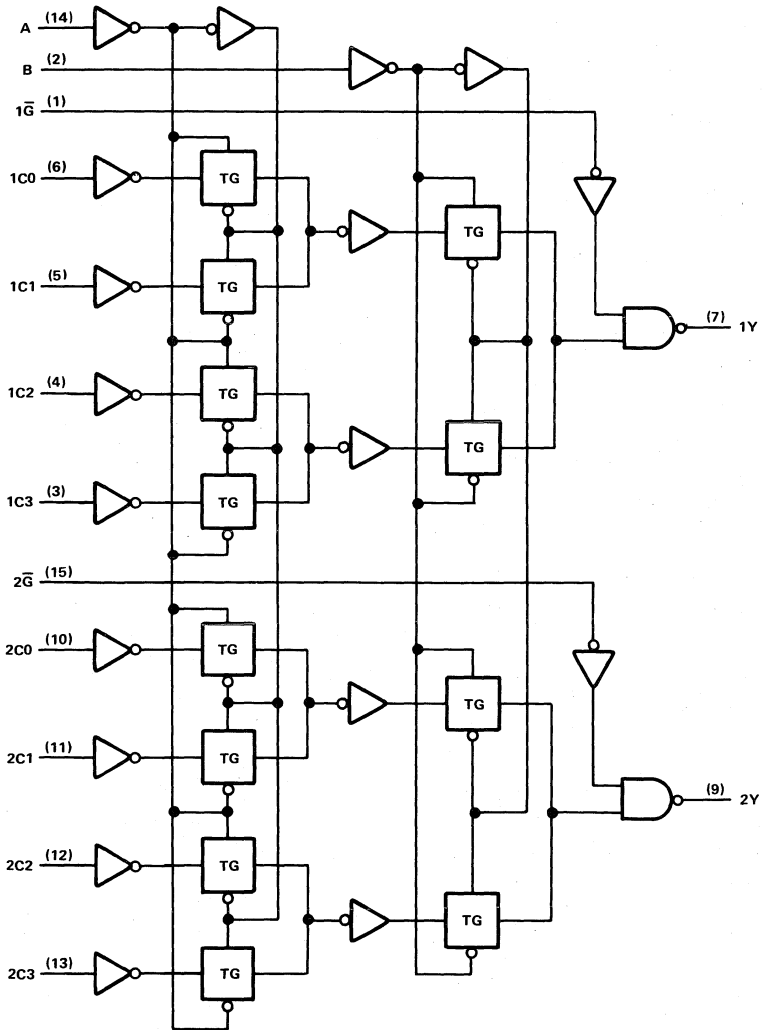 A (14)
B (2)
1G̅ (1)
1C0 (6) TG
TG
1C1 (5) TG
(7) 1Y
1C2 (4) TG
TG
1C3 (3) TG
2G̅ (15)
2C0 (10) TG
TG
2C1 (11) TG
(9) 2Y
2C2 (12) TG
TG
2C3 (13) TG